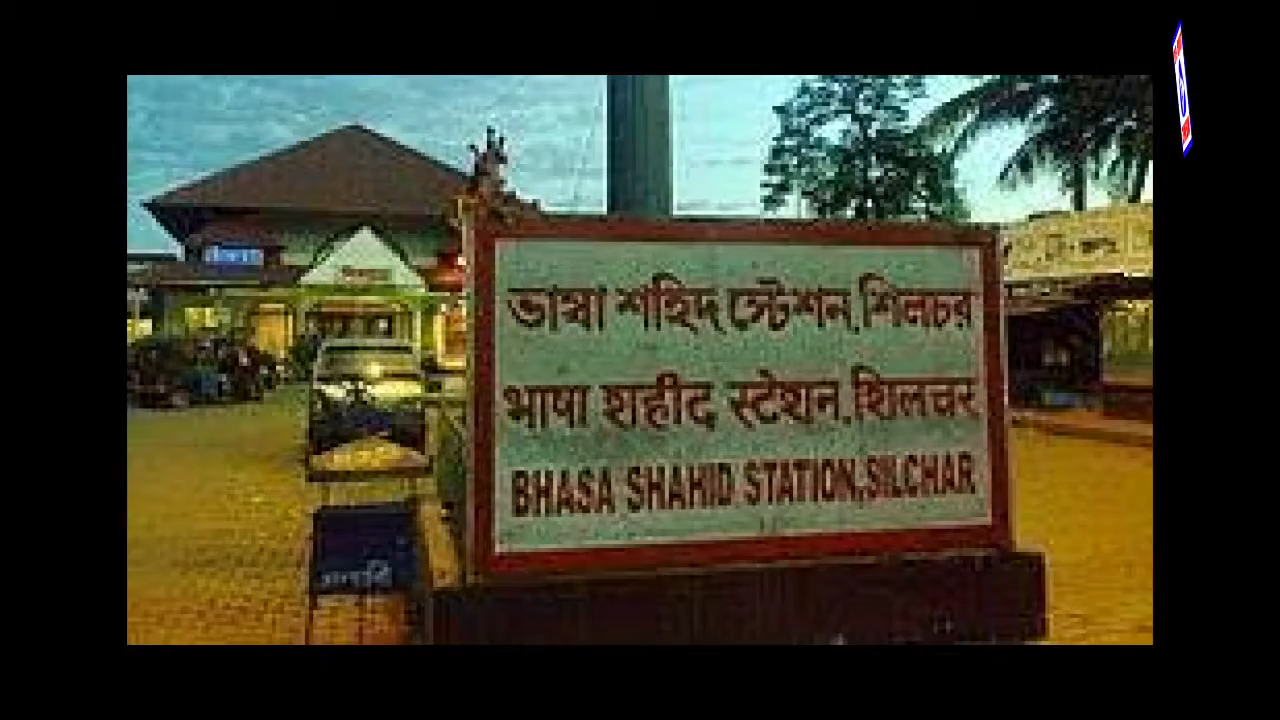 ভাষা শহিদ স্টেশন,শিলচর
भाषा शहीद स्टेशन,शिलचर
BHASA SHAHID STATION,SILCHAR